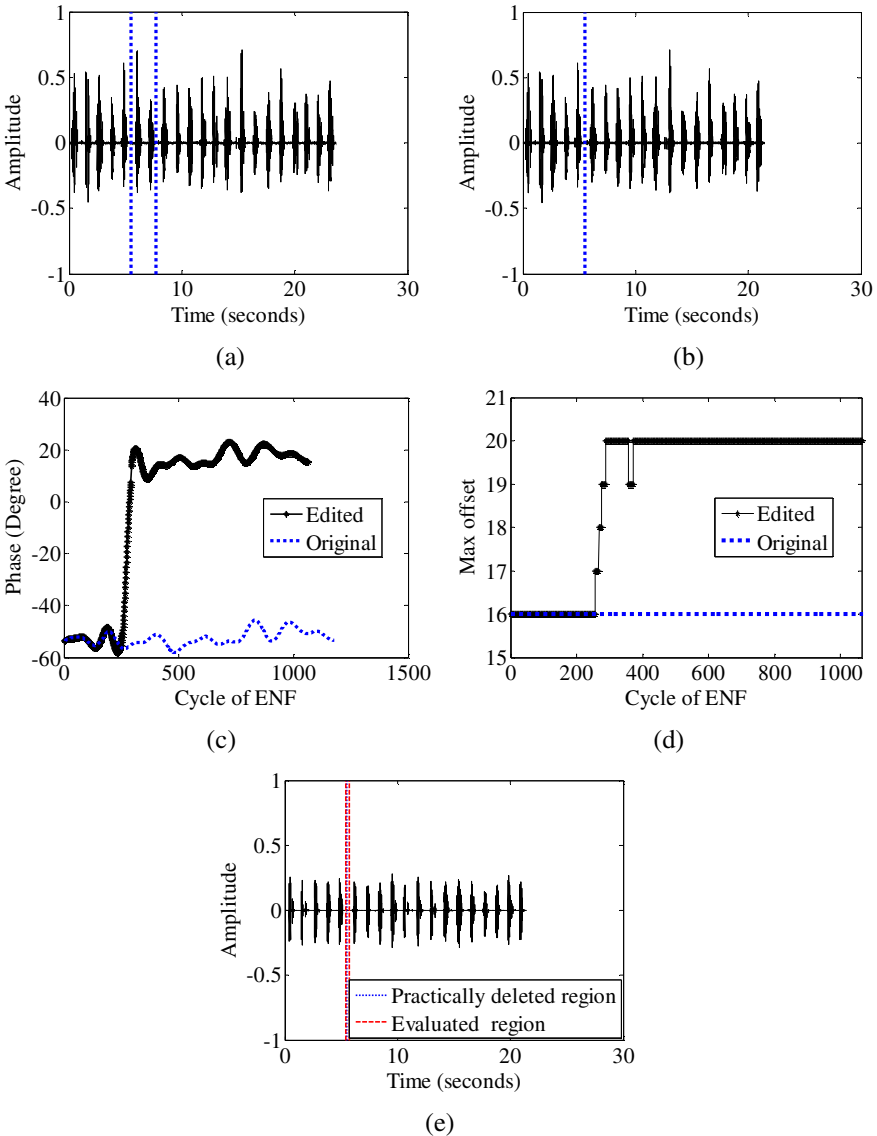 1
0.5
0
-0.5
-1
Amplitude
0 10 20 30
Time (seconds)
(a)
1
0.5
0
-0.5
-1
Amplitude
0 10 20 30
Time (seconds)
(b)
40
20
0
-20
-40
-60
Phase (Degree)
Edited
Original
0 500 1000 1500
Cycle of ENF
(c)
21
20
19
18
17
16
15
Max offset
Edited
Original
0 200 400 600 800 1000
Cycle of ENF
(d)
1
0.5
0
-0.5
-1
Amplitude
Practically deleted region
Evaluated region
0 10 20 30
Time (seconds)
(e)